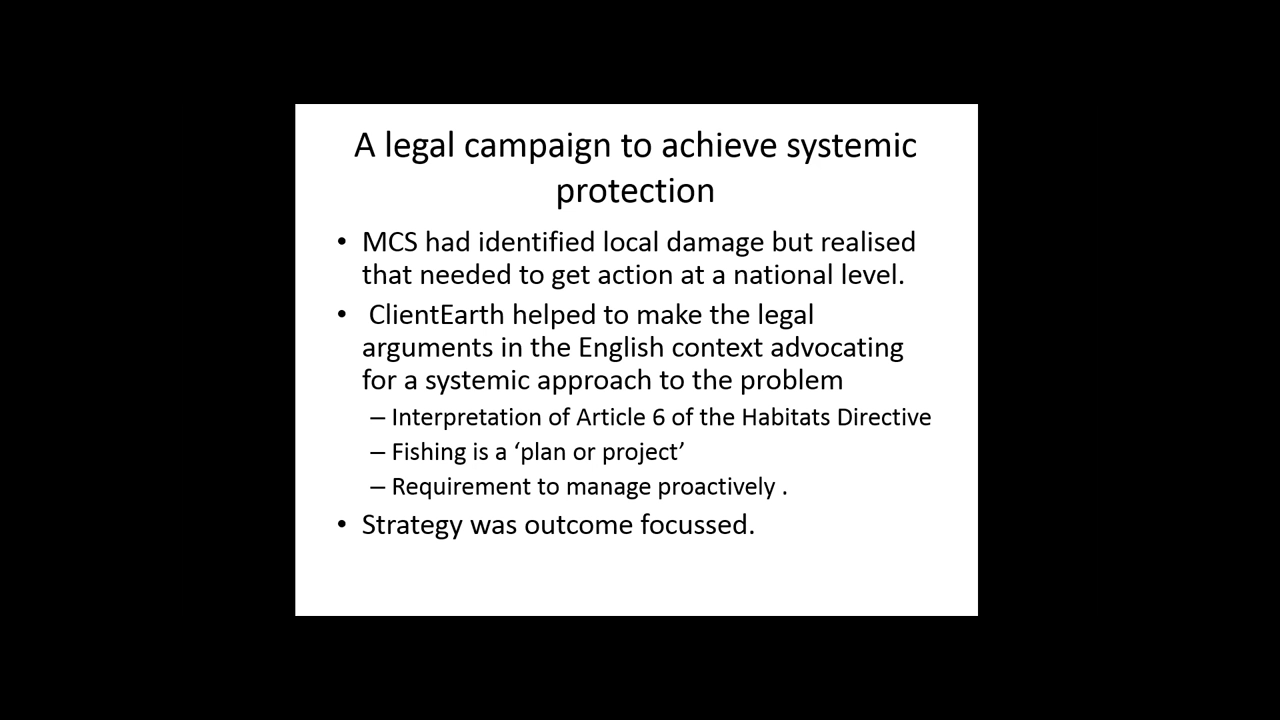 A legal campaign to achieve systemic
protection
• MCS had identified local damage but realised
that needed to get action at a national level.
• ClientEarth helped to make the legal
arguments in the English context advocating
for a systemic approach to the problem
– Interpretation of Article 6 of the Habitats Directive
– Fishing is a ‘plan or project’
– Requirement to manage proactively .
• Strategy was outcome focussed.